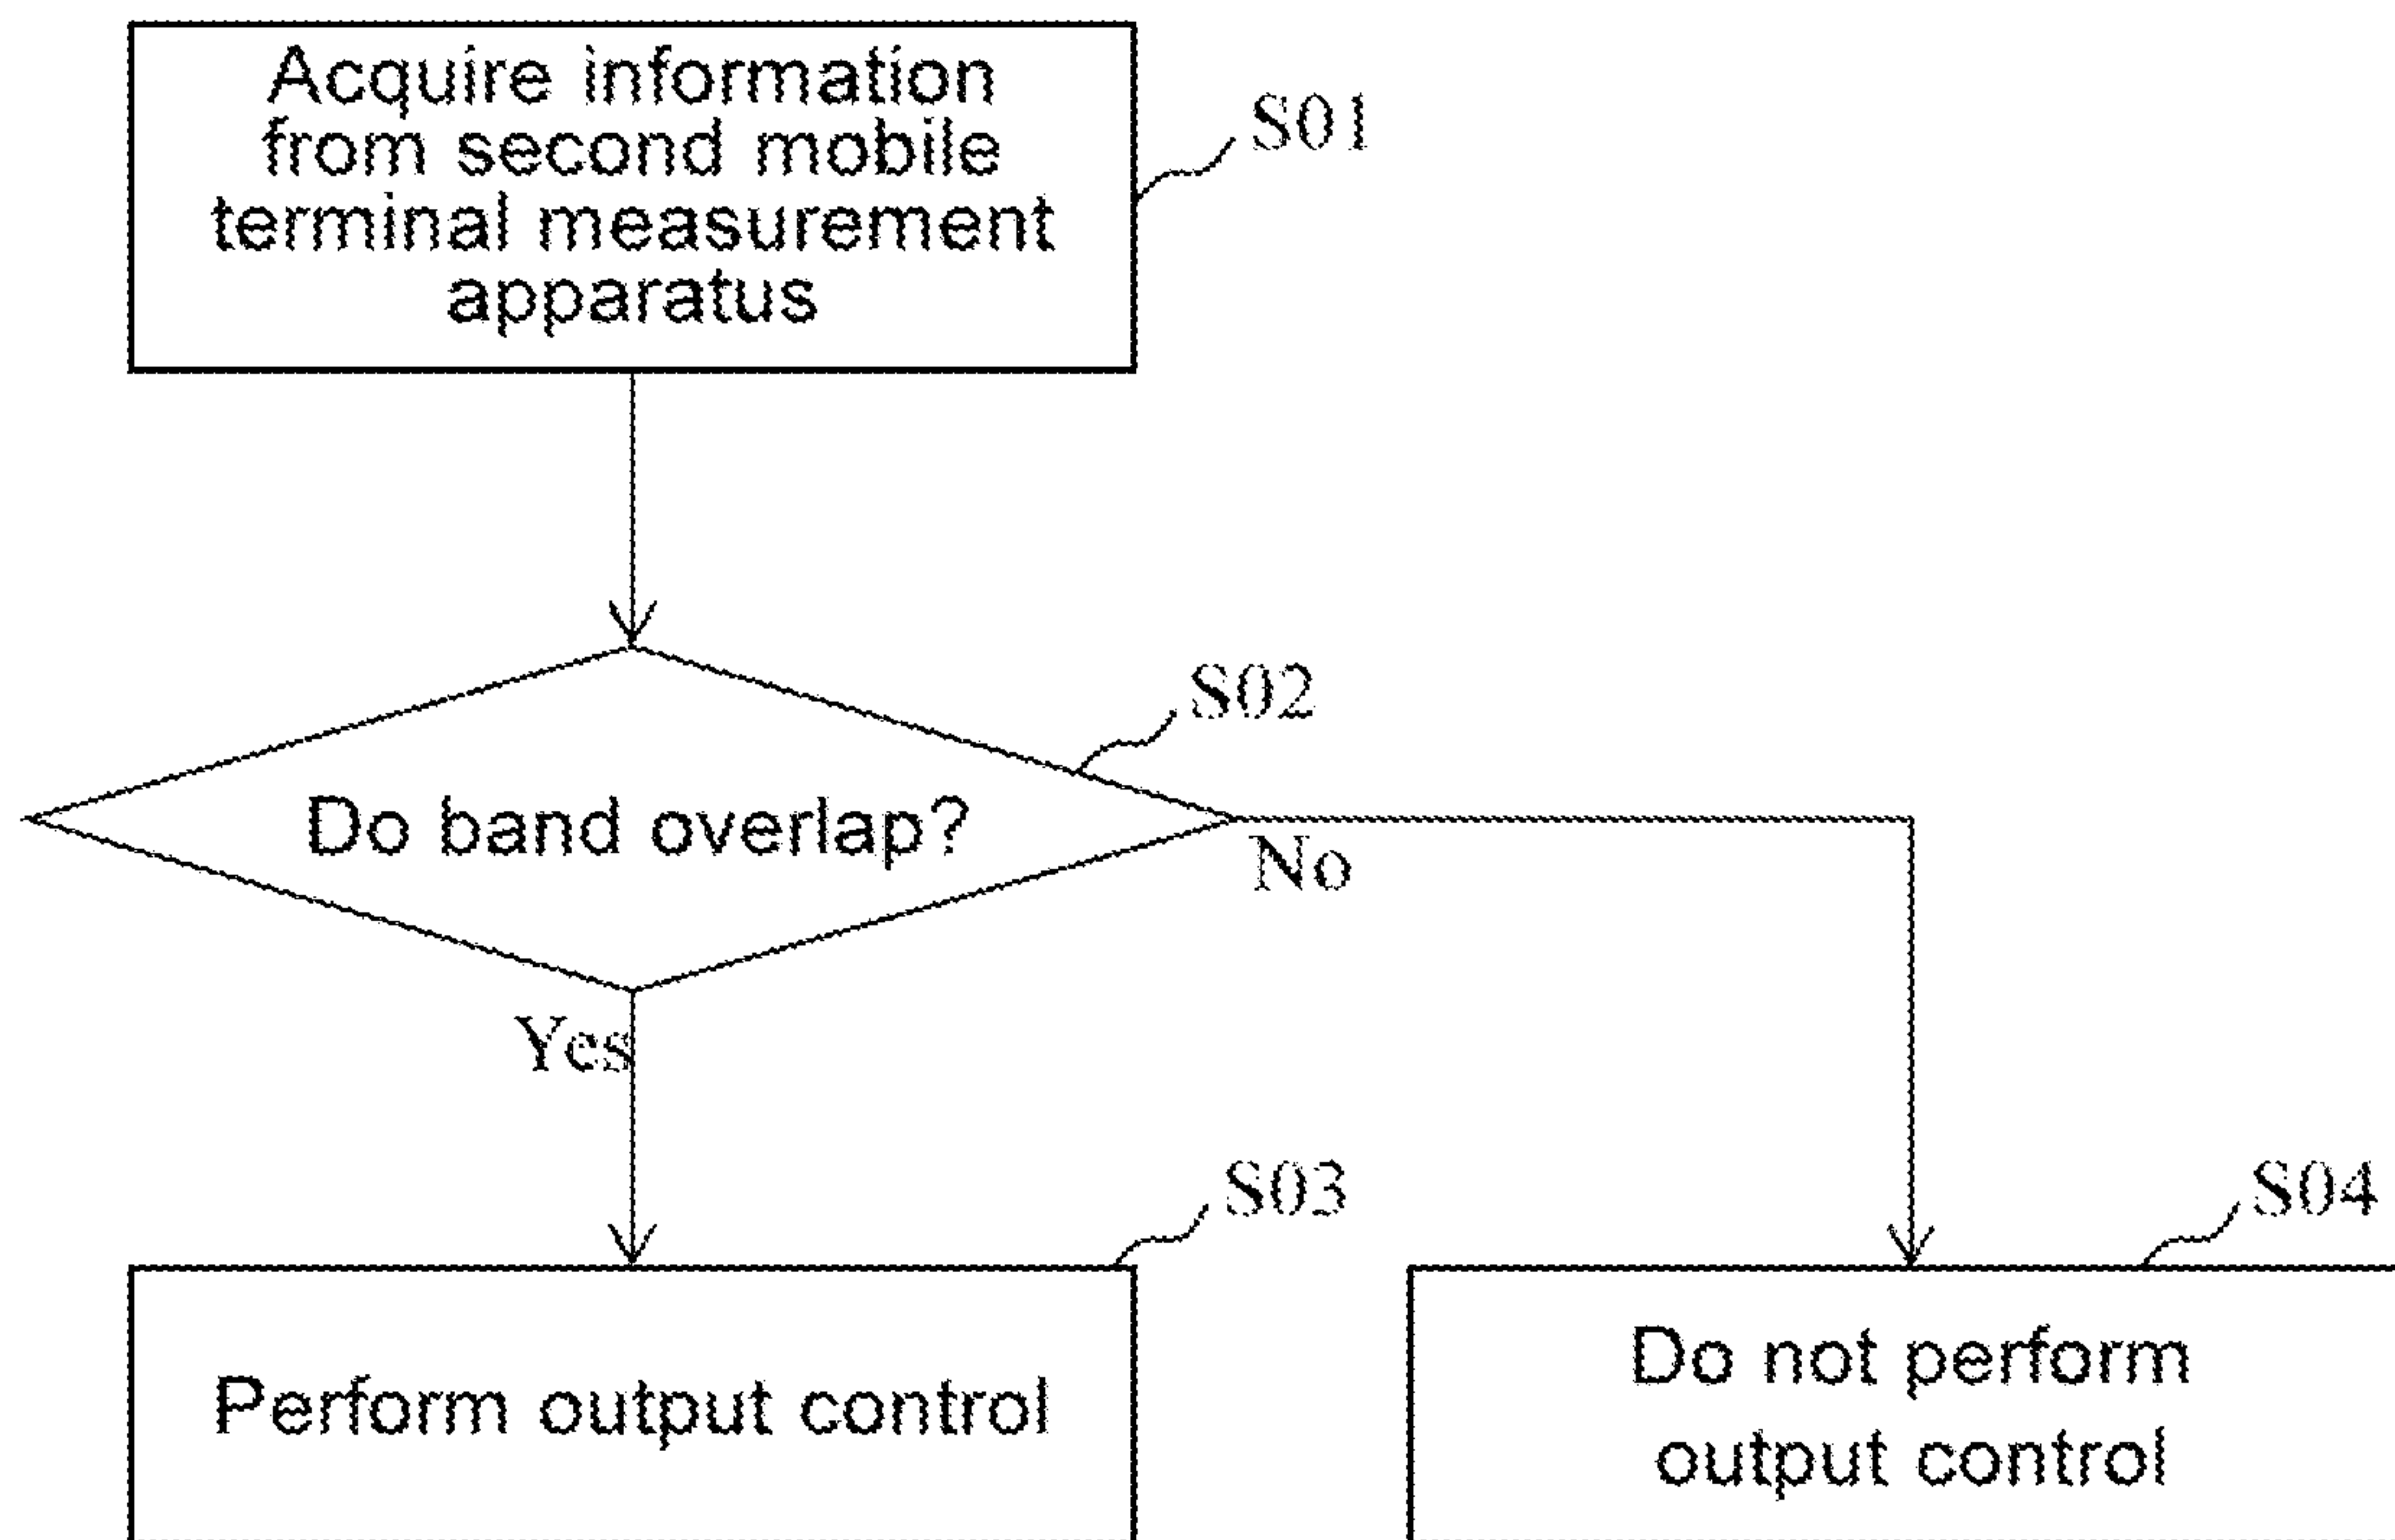 Acquire information
from second mobile
terminal measurement
apparatus
S01
S02
Do band overlap?
No
Yes
S03
S04
Perform output control
Do not perform
output control